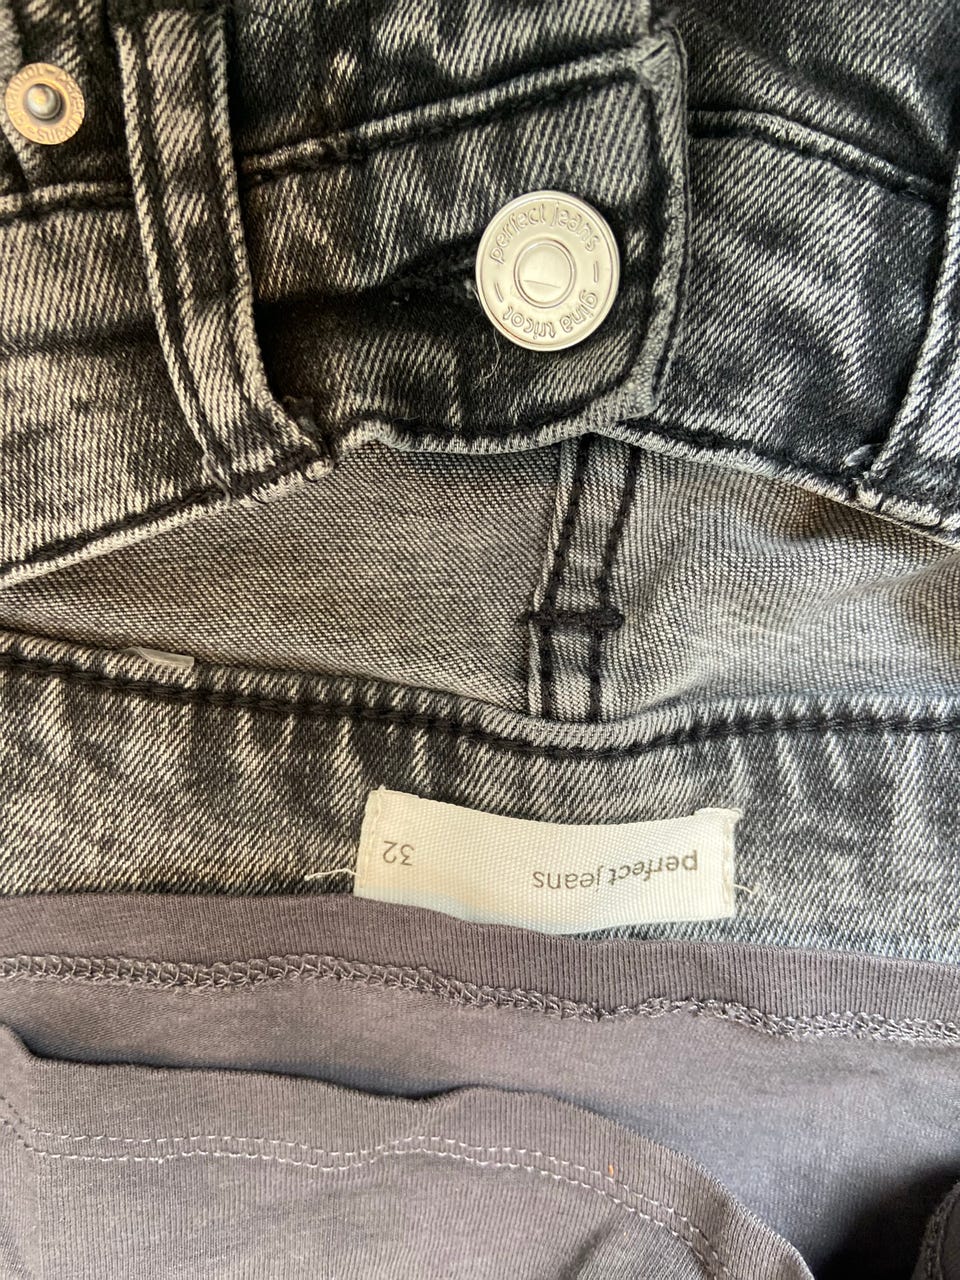 perfect jeans
gina tricot
perfect jeans
32